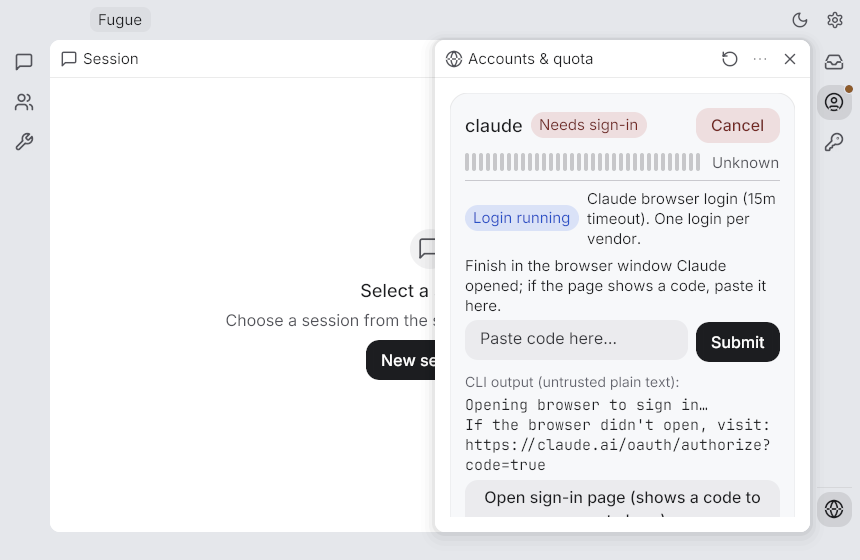 Fugue
Session
Select a
Choose a session from the
New se
Accounts & quota
claude
Needs sign-in
Cancel
Unknown
Login running
Claude browser login (15m
timeout). One login per
vendor.
Finish in the browser window Claude
opened; if the page shows a code, paste it
here.
Paste code here...
Submit
CLI output (untrusted plain text):
Opening browser to sign in…
If the browser didn't open, visit:
https://claude.ai/oauth/authorize?
code=true
Open sign-in page (shows a code to